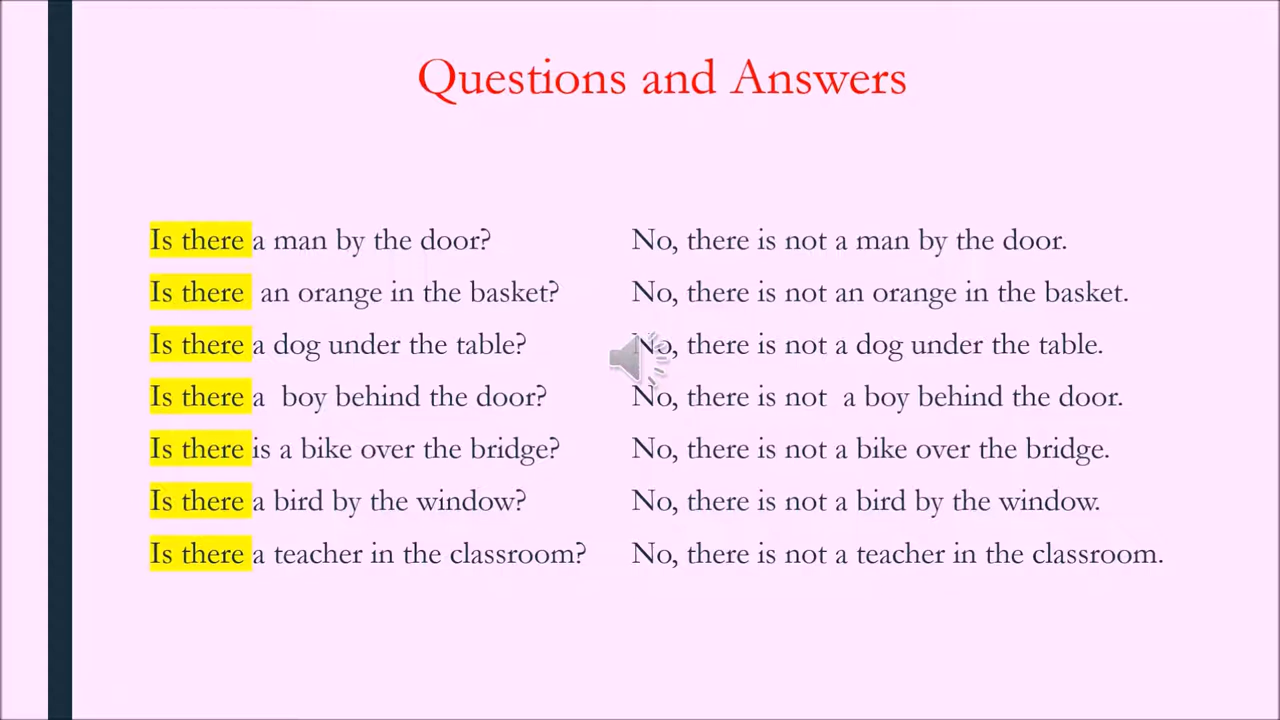 Questions and Answers
Is there a man by the door? No, there is not a man by the door.
Is there an orange in the basket? No, there is not an orange in the basket.
Is there a dog under the table? No, there is not a dog under the table.
Is there a boy behind the door? No, there is not a boy behind the door.
Is there is a bike over the bridge? No, there is not a bike over the bridge.
Is there a bird by the window? No, there is not a bird by the window.
Is there a teacher in the classroom? No, there is not a teacher in the classroom.